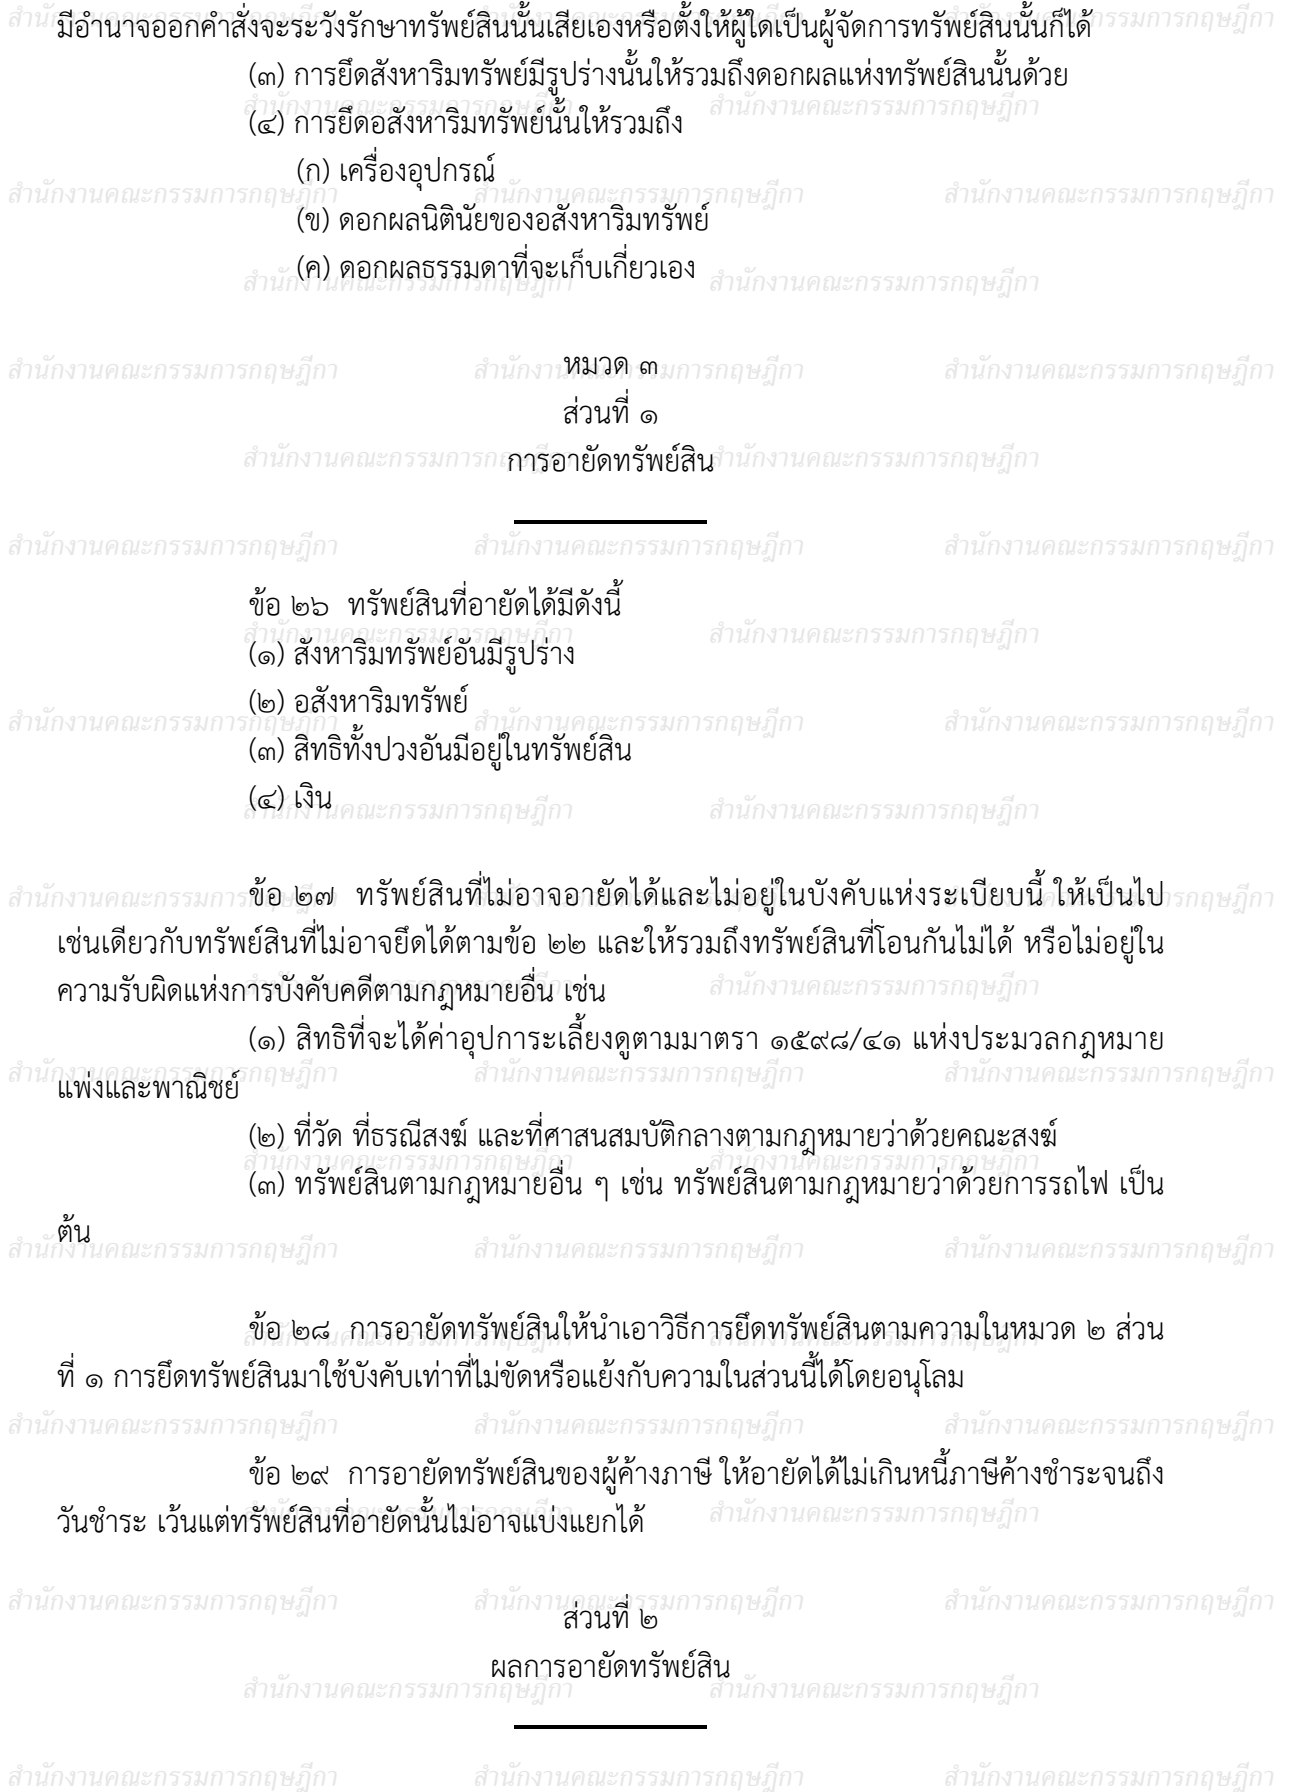 มีอำนาจออกคำสั่งจะระวังรักษาทรัพย์สินนั้นเสียเองหรือตั้งให้ผู้ใดเป็นผู้จัดการทรัพย์สินนั้นก็ได้
(๓) การยึดสังหาริมทรัพย์มีรูปร่างนั้นให้รวมถึงดอกผลแห่งทรัพย์สินนั้นด้วย
(๔) การยึดอสังหาริมทรัพย์นั้นให้รวมถึง
(ก) เครื่องอุปกรณ์
(ข) ดอกผลนิตินัยของอสังหาริมทรัพย์
(ค) ดอกผลธรรมดาที่จะเก็บเกี่ยวเอง
หมวด ๓
ส่วนที่ ๑
การอายัดทรัพย์สิน
ข้อ ๒๖ ทรัพย์สินที่อายัดได้มีดังนี้
(๑) สังหาริมทรัพย์อันมีรูปร่าง
(๒) อสังหาริมทรัพย์
(๓) สิทธิทั้งปวงอันมีอยู่ในทรัพย์สิน
(๔) เงิน
ข้อ ๒๗ ทรัพย์สินที่ไม่อาจอายัดได้และไม่อยู่ในบังคับแห่งระเบียบนี้ ให้เป็นไป
เช่นเดียวกับทรัพย์สินที่ไม่อาจยึดได้ตามข้อ ๒๒ และให้รวมถึงทรัพย์สินที่โอนกันไม่ได้ หรือไม่อยู่ใน
ความรับผิดแห่งการบังคับคดีตามกฎหมายอื่น เช่น
(๑) สิทธิที่จะได้ค่าอุปการะเลี้ยงดูตามมาตรา ๑๕๙๘/๔๑ แห่งประมวลกฎหมาย
แพ่งและพาณิชย์
(๒) ที่วัด ที่ธรณีสงฆ์ และที่ศาสนสมบัติกลางตามกฎหมายว่าด้วยคณะสงฆ์
(๓) ทรัพย์สินตามกฎหมายอื่น ๆ เช่น ทรัพย์สินตามกฎหมายว่าด้วยการรถไฟ เป็น
ต้น
ข้อ ๒๘ การอายัดทรัพย์สินให้นำเอาวิธีการยึดทรัพย์สินตามความในหมวด ๒ ส่วน
ที่ ๑ การยึดทรัพย์สินมาใช้บังคับเท่าที่ไม่ขัดหรือแย้งกับความในส่วนนี้ได้โดยอนุโลม
ข้อ ๒๙ การอายัดทรัพย์สินของผู้ค้างภาษี ให้อายัดได้ไม่เกินหนี้ภาษีค้างชำระจนถึง
วันชำระ เว้นแต่ทรัพย์สินที่อายัดนั้นไม่อาจแบ่งแยกได้
ส่วนที่ ๒
ผลการอายัดทรัพย์สิน
สำนักงานคณะกรรมการกฤษฎีกา